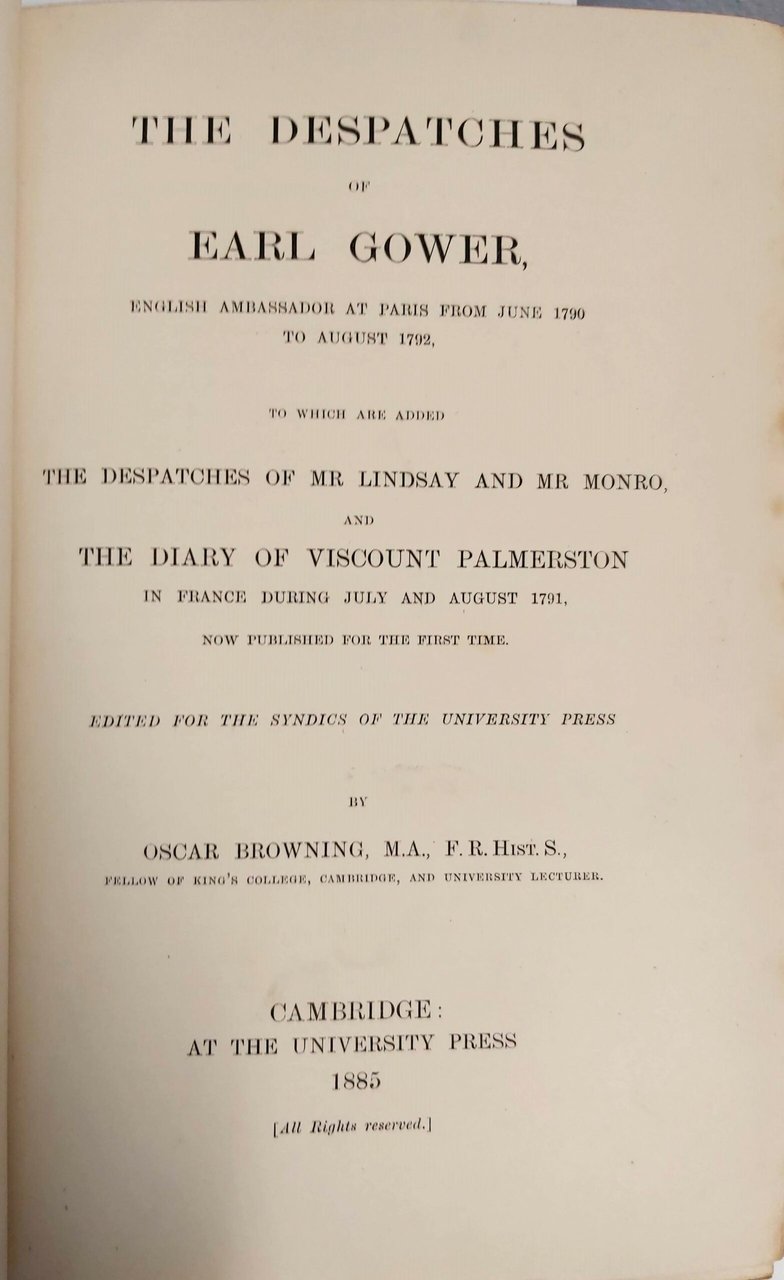 THE DESPATCHES
OF
EARL GOWER,
ENGLISH AMBASSADOR AT PARIS FROM JUNE 1790
TO AUGUST 1792,
TO WHICH ARE ADDED
THE DESPATCHES OF MR LINDSAY AND MR MONRO,
AND
THE DIARY OF VISCOUNT PALMERSTON
IN FRANCE DURING JULY AND AUGUST 1791,
NOW PUBLISHED FOR THE FIRST TIME.
EDITED FOR THE SYNDICS OF THE UNIVERSITY PRESS
BY
OSCAR BROWNING, M.A., F. R. HIST. S.,
FELLOW OF KING'S COLLEGE, CAMBRIDGE, AND UNIVERSITY LECTURER.
CAMBRIDGE:
AT THE UNIVERSITY PRESS
1885
[All Rights reserved.]